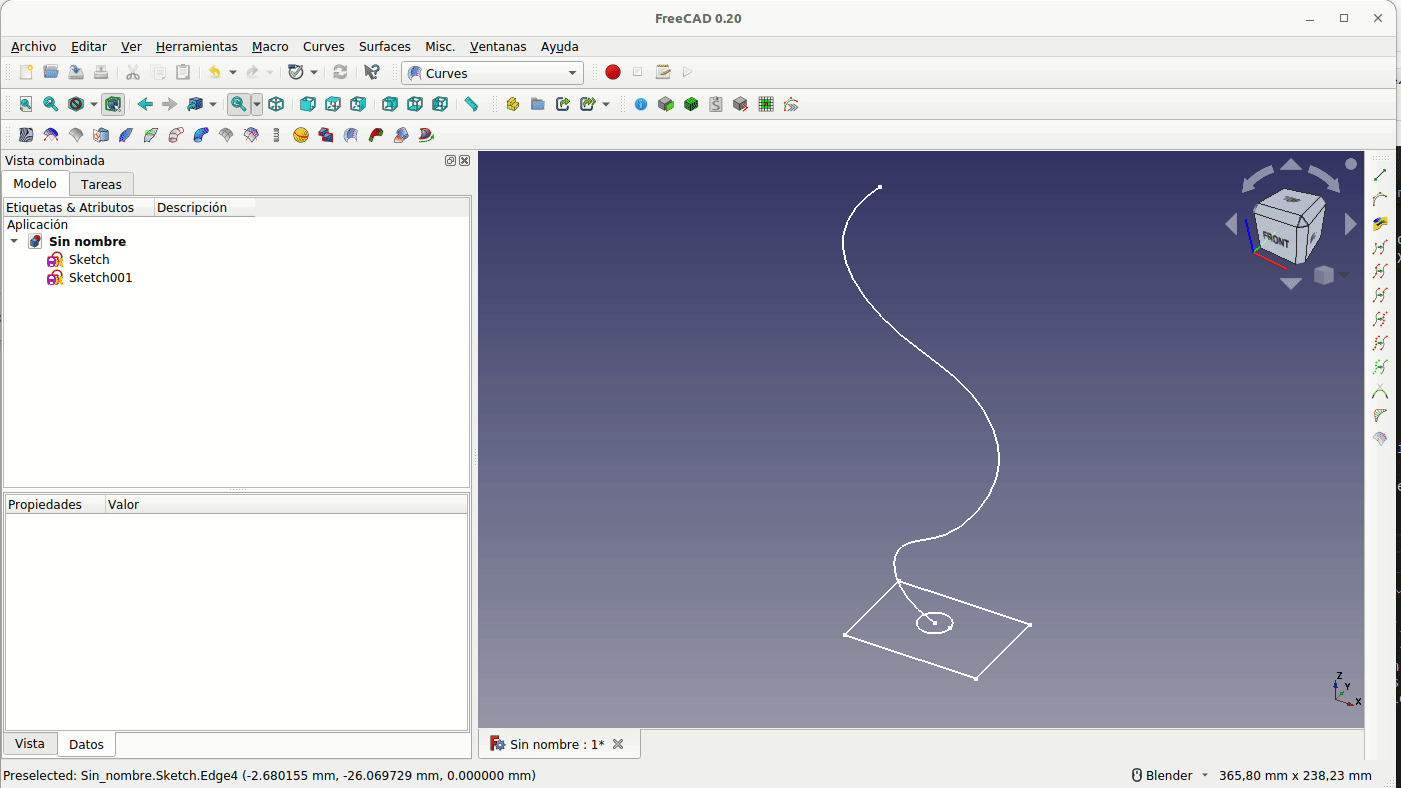 FreeCAD 0.20
Archivo Editar Ver Herramientas Macro Curves Surfaces Misc. Ventanas Ayuda
Curves
Vista combinada
Modelo Tareas
Etiquetas & Atributos Descripción
Aplicación
Sin nombre
Sketch
Sketch001
FRONT
Propiedades Valor
Z
Y
X
Vista Datos
Sin nombre : 1*
Preselected: Sin_nombre.Sketch.Edge4 (-2.680155 mm, -26.069729 mm, 0.000000 mm) Blender 365,80 mm x 238,23 mm